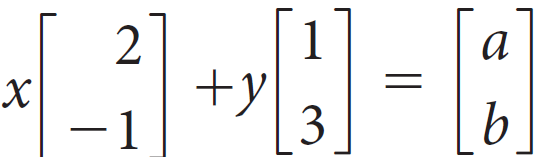 x[2 −1] + y[1 3] = [a b]